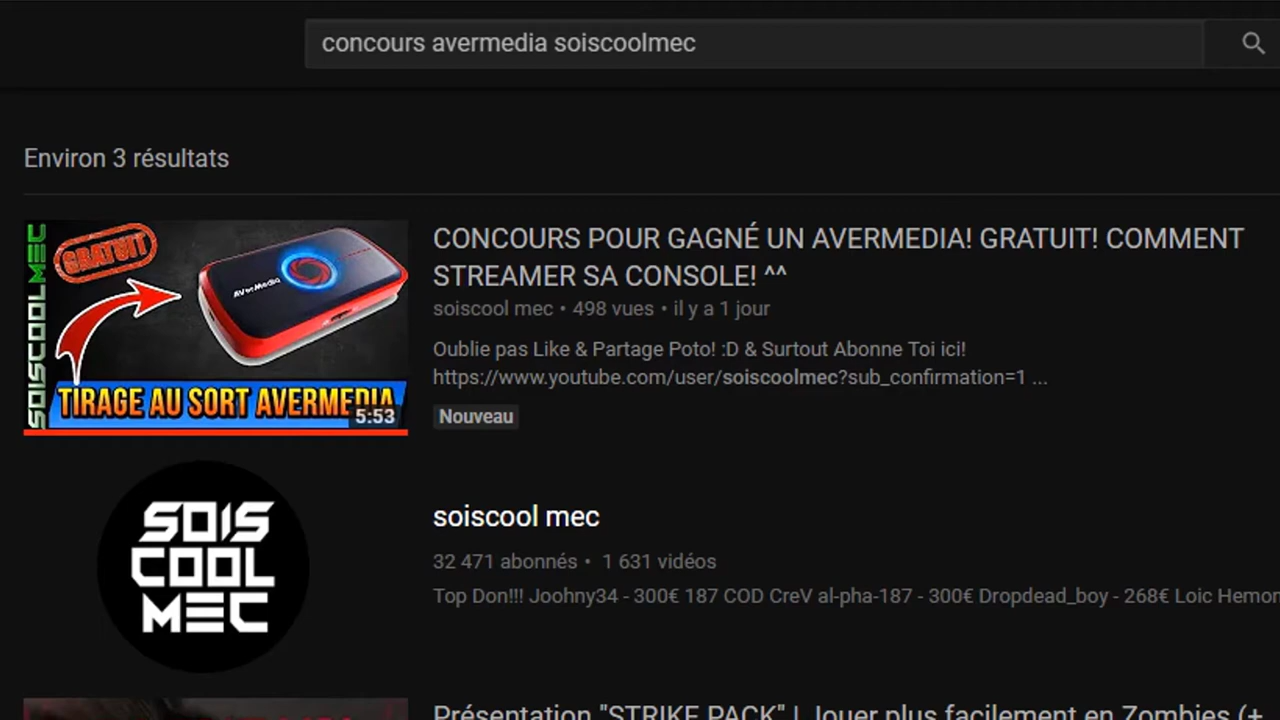 concours avermedia soiscoolmec
Environ 3 résultats
SOISCOOLMEC
GRATUIT
AVerMedia
TIRAGE AU SORT AVERMEDIA
5:53
CONCOURS POUR GAGNÉ UN AVERMEDIA! GRATUIT! COMMENT
STREAMER SA CONSOLE! ^^
soiscool mec • 498 vues • il y a 1 jour
Oublie pas Like & Partage Poto! :D & Surtout Abonne Toi ici!
https://www.youtube.com/user/soiscoolmec?sub_confirmation=1 ...
Nouveau
SOIS
COOL
MEC
soiscool mec
32 471 abonnés • 1 631 vidéos
Top Don!!! Joohny34 - 300€ 187 COD CreV al-pha-187 - 300€ Dropdead_boy - 268€ Loic Hemon
Présentation "STRIKE PACK" | Jouer plus facilement en Zombies (+